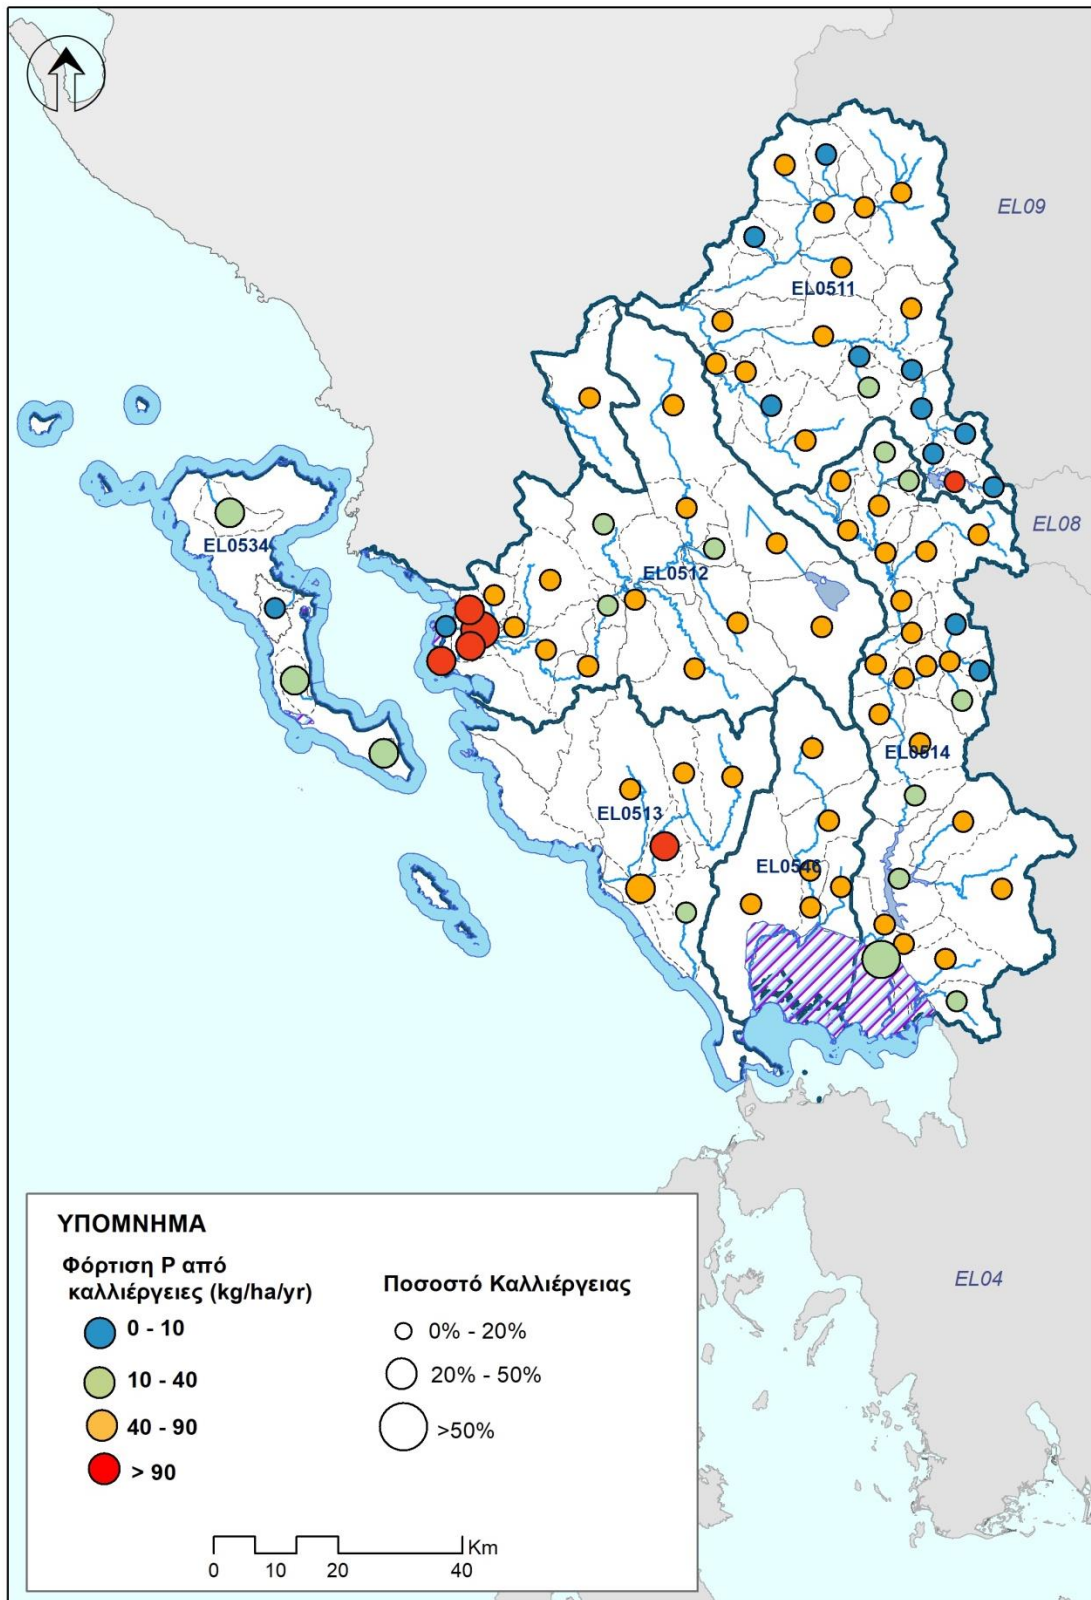 EL09
EL0511
EL08
EL0534
EL0512
EL0514
EL0513
EL0546
EL04
ΥΠΟΜΝΗΜΑ
Φόρτιση P από
καλλιέργειες (kg/ha/yr)
0 - 10
10 - 40
40 - 90
> 90
Ποσοστό Καλλιέργειας
0% - 20%
20% - 50%
>50%
Km
0 10 20 40